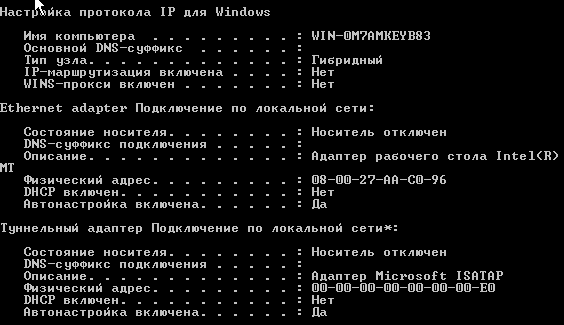 Настройка протокола IP для Windows
Имя компьютера . . . . . . . . . : WIN-0M7AMKEYB83
Основной DNS-суффикс . . . . . . :
Тип узла. . . . . . . . . . . . . : Гибридный
IP-маршрутизация включена . . . . : Нет
WINS-прокси включен . . . . . . . : Нет
Ethernet adapter Подключение по локальной сети:
Состояние носителя. . . . . . . . : Носитель отключен
DNS-суффикс подключения . . . . . :
Описание. . . . . . . . . . . . . : Адаптер рабочего стола Intel(R)
MT
Физический адрес. . . . . . . . . : 08-00-27-AA-C0-96
DHCP включен. . . . . . . . . . . : Нет
Автонастройка включена. . . . . . : Да
Туннельный адаптер Подключение по локальной сети*:
Состояние носителя. . . . . . . . : Носитель отключен
DNS-суффикс подключения . . . . . :
Описание. . . . . . . . . . . . . : Адаптер Microsoft ISATAP
Физический адрес. . . . . . . . . : 00-00-00-00-00-00-00-E0
DHCP включен. . . . . . . . . . . : Нет
Автонастройка включена. . . . . . : Да